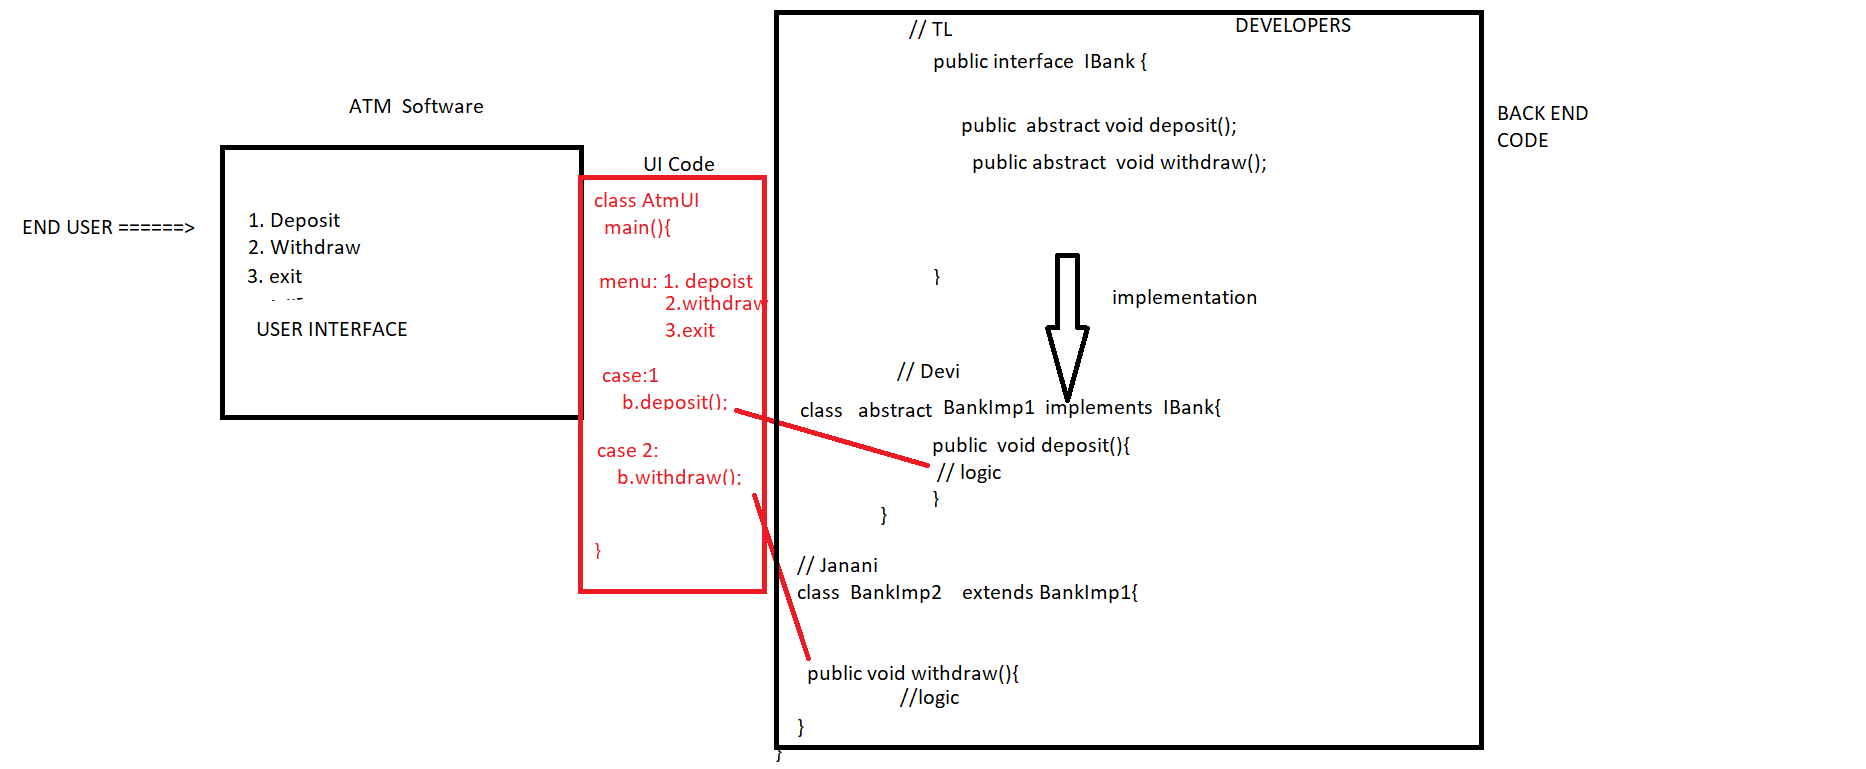 ATM  Software
END USER ======>
1. Deposit
2. Withdraw
3. exit
USER INTERFACE
UI Code
class AtmUI
main(){
menu: 1. depoist
2.withdraw
3.exit
case:1
b.deposit();
case 2:
b.withdraw();
}
DEVELOPERS
// TL
public interface  IBank {
public  abstract void deposit();
public abstract  void withdraw();
}
implementation
// Devi
class   abstract  BankImp1  implements  IBank{
public  void deposit(){
// logic
}
}
// Janani
class  BankImp2    extends BankImp1{
public void withdraw(){
//logic
}
}
BACK END
CODE